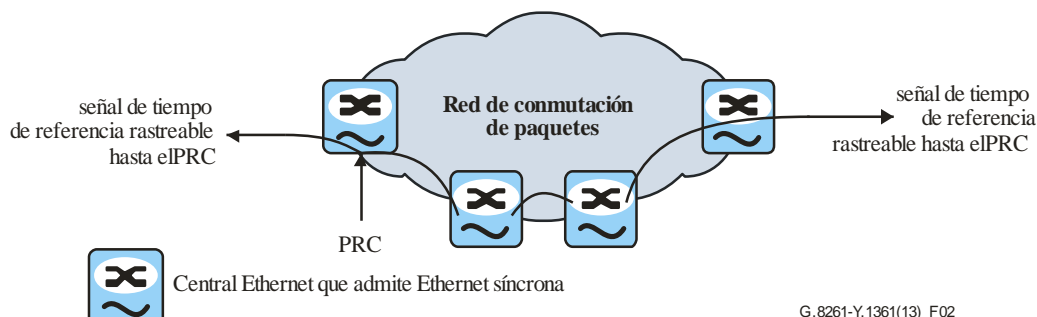 señal de tiempo
de referencia rastreable
hasta elPRC
Red de conmutación
de paquetes
señal de tiempo
de referencia
rastreable hasta elPRC
PRC
Central Ethernet que admite Ethernet síncrona
G.8261-Y.1361(13)_F02